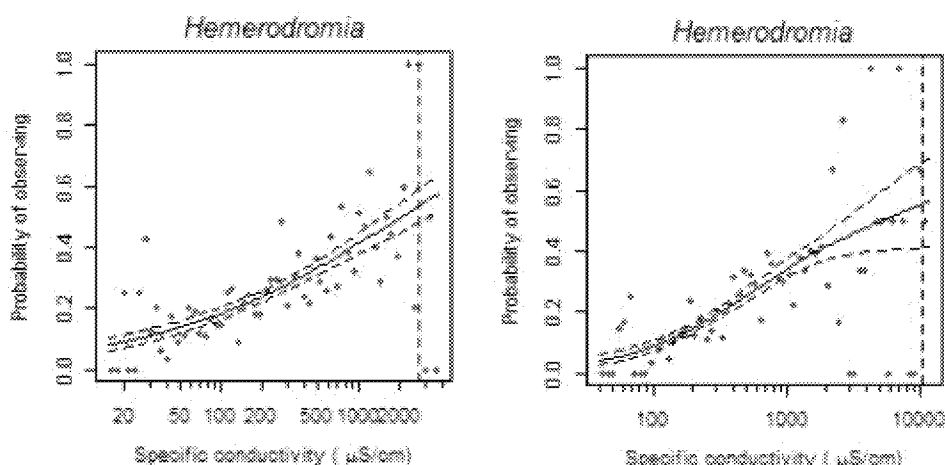 Hemerodromia
Probability of observing
0.0 0.2 0.4 0.6 0.8 1.0
20 50 100 200 500 1000 2000
Specific conductivity ( µS/cm)
Hemerodromia
Probability of observing
0.0 0.2 0.4 0.6 0.8 1.0
100 1000 10000
Specific conductivity ( µS/cm)